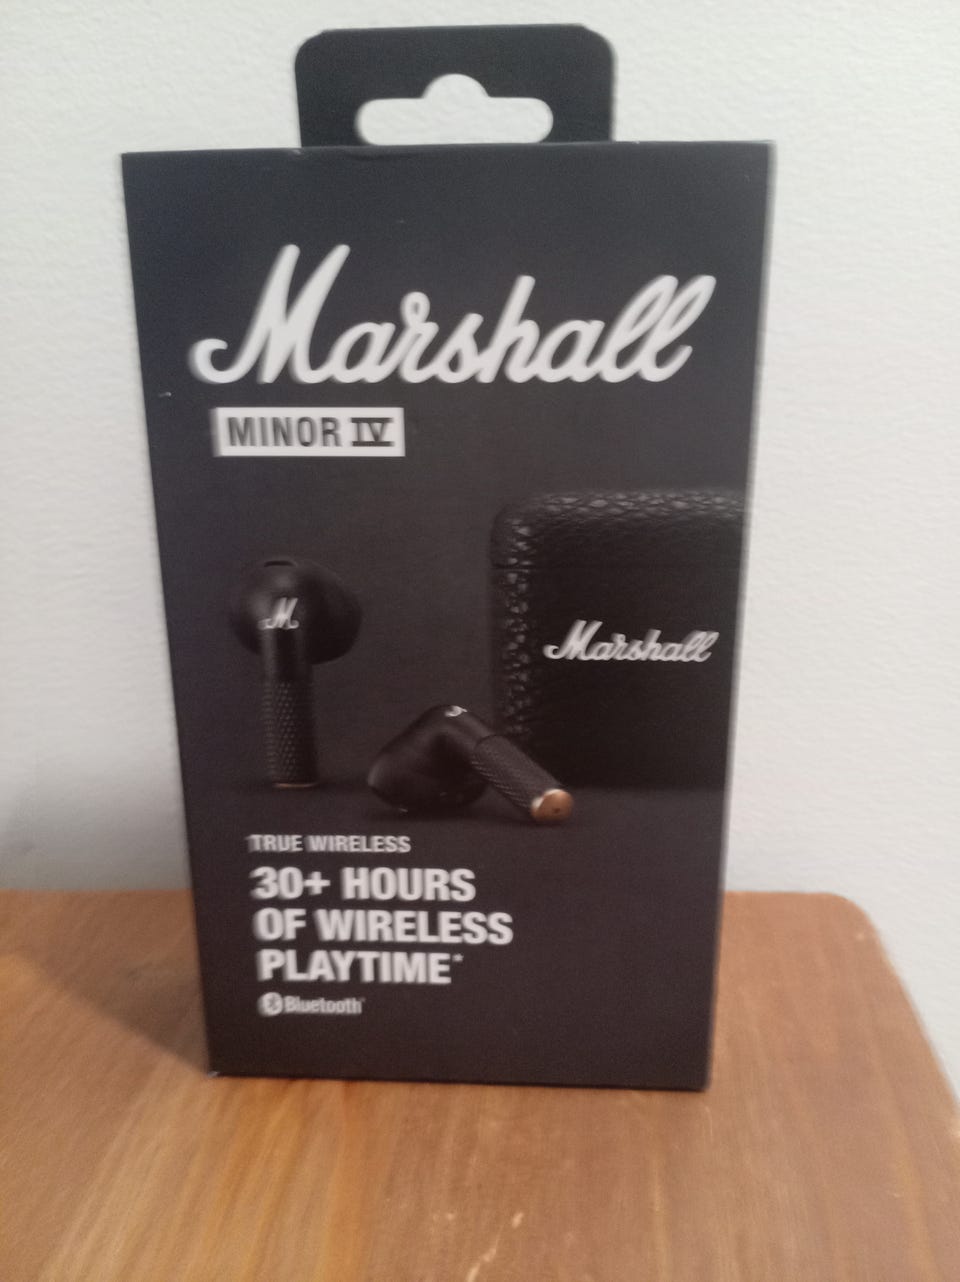 Marshall
MINOR IV
M
Marshall
TRUE WIRELESS
30+ HOURS
OF WIRELESS
PLAYTIME*
Bluetooth®